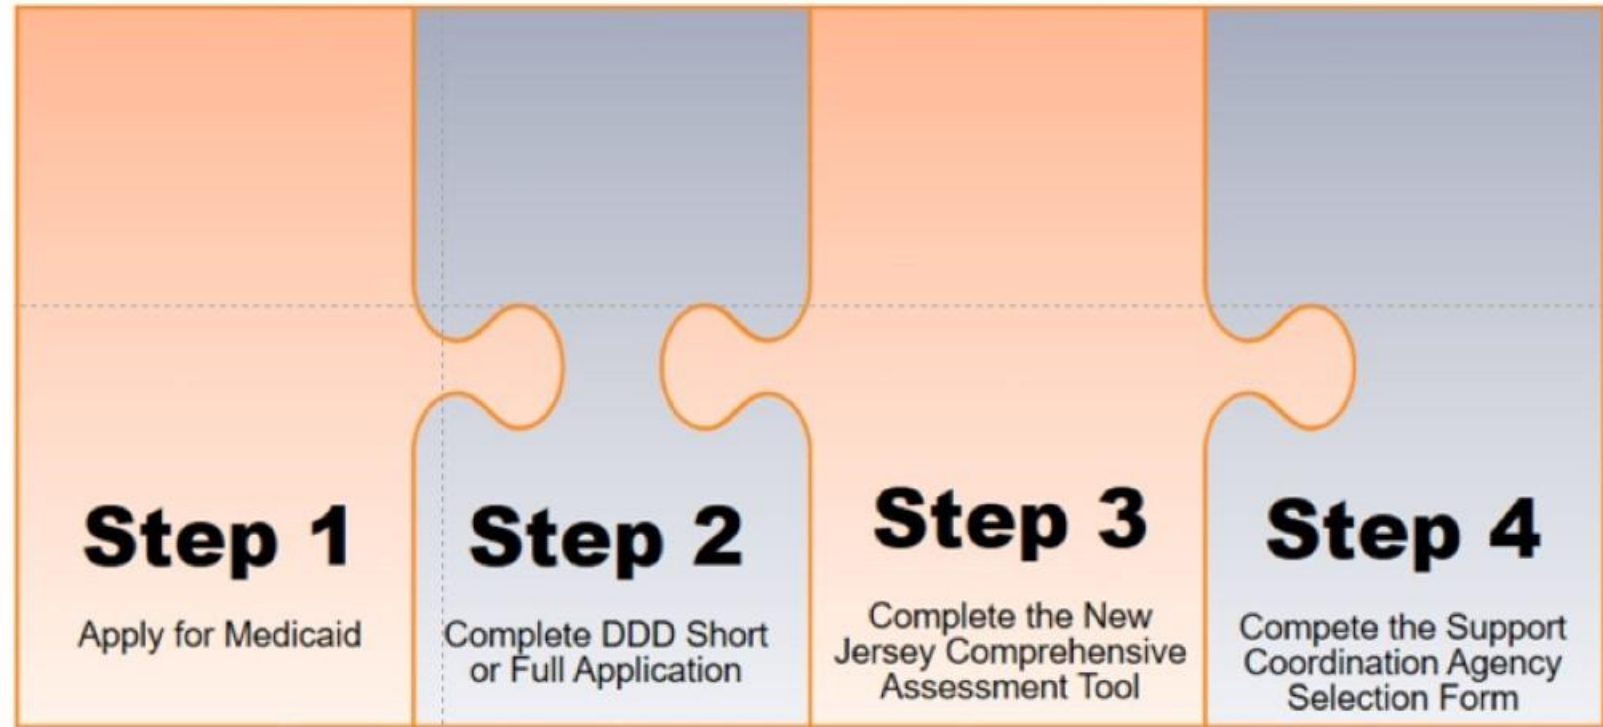 Step 1
Apply for Medicaid
Step 2
Complete DDD Short
or Full Application
Step 3
Complete the New
Jersey Comprehensive
Assessment Tool
Step 4
Compete the Support
Coordination Agency
Selection Form